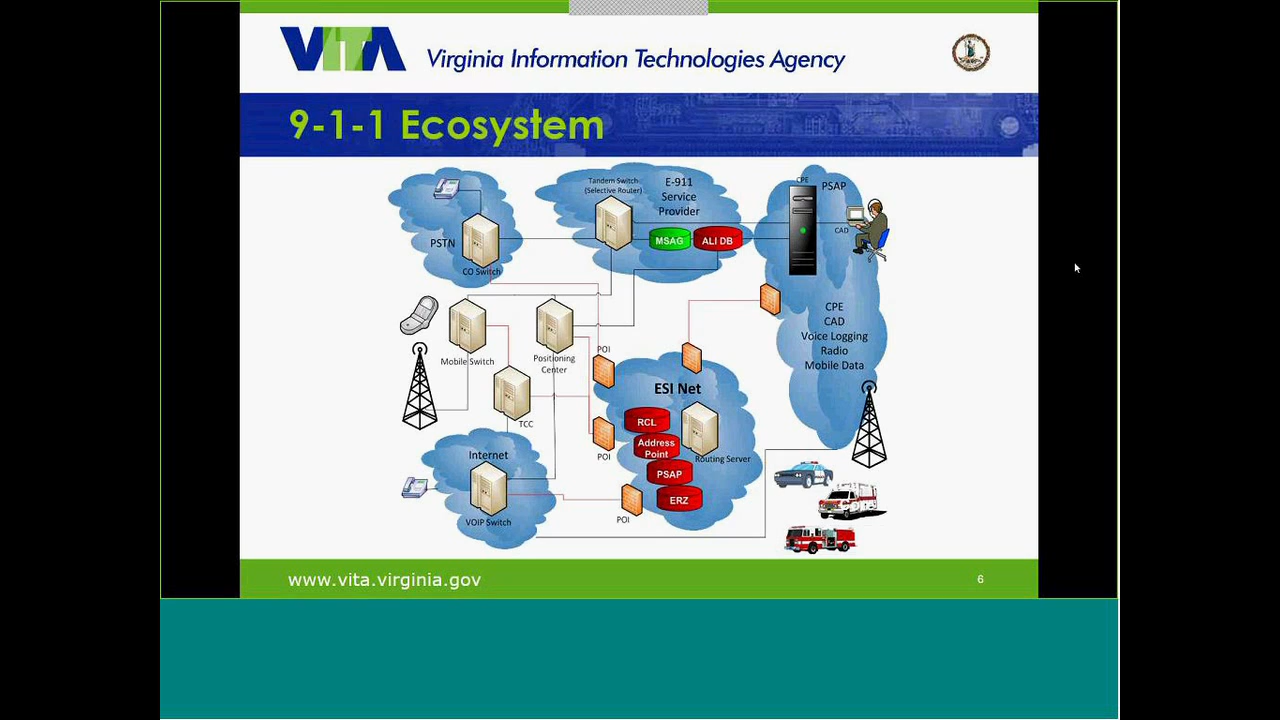 VITA
Virginia Information Technologies Agency
9-1-1 Ecosystem
Tandem Switch
(Selective Router)
E-911
Service
Provider
CPE
PSAP
PSTN
MSAG
ALI DB
CAD
CO Switch
CPE
CAD
Voice Logging
Radio
Mobile Data
Mobile Switch
Positioning
Center
POI
ESI Net
TCC
RCL
Address
Point
Routing Server
POI
Internet
PSAP
ERZ
VOIP Switch
POI
www.vita.virginia.gov
6